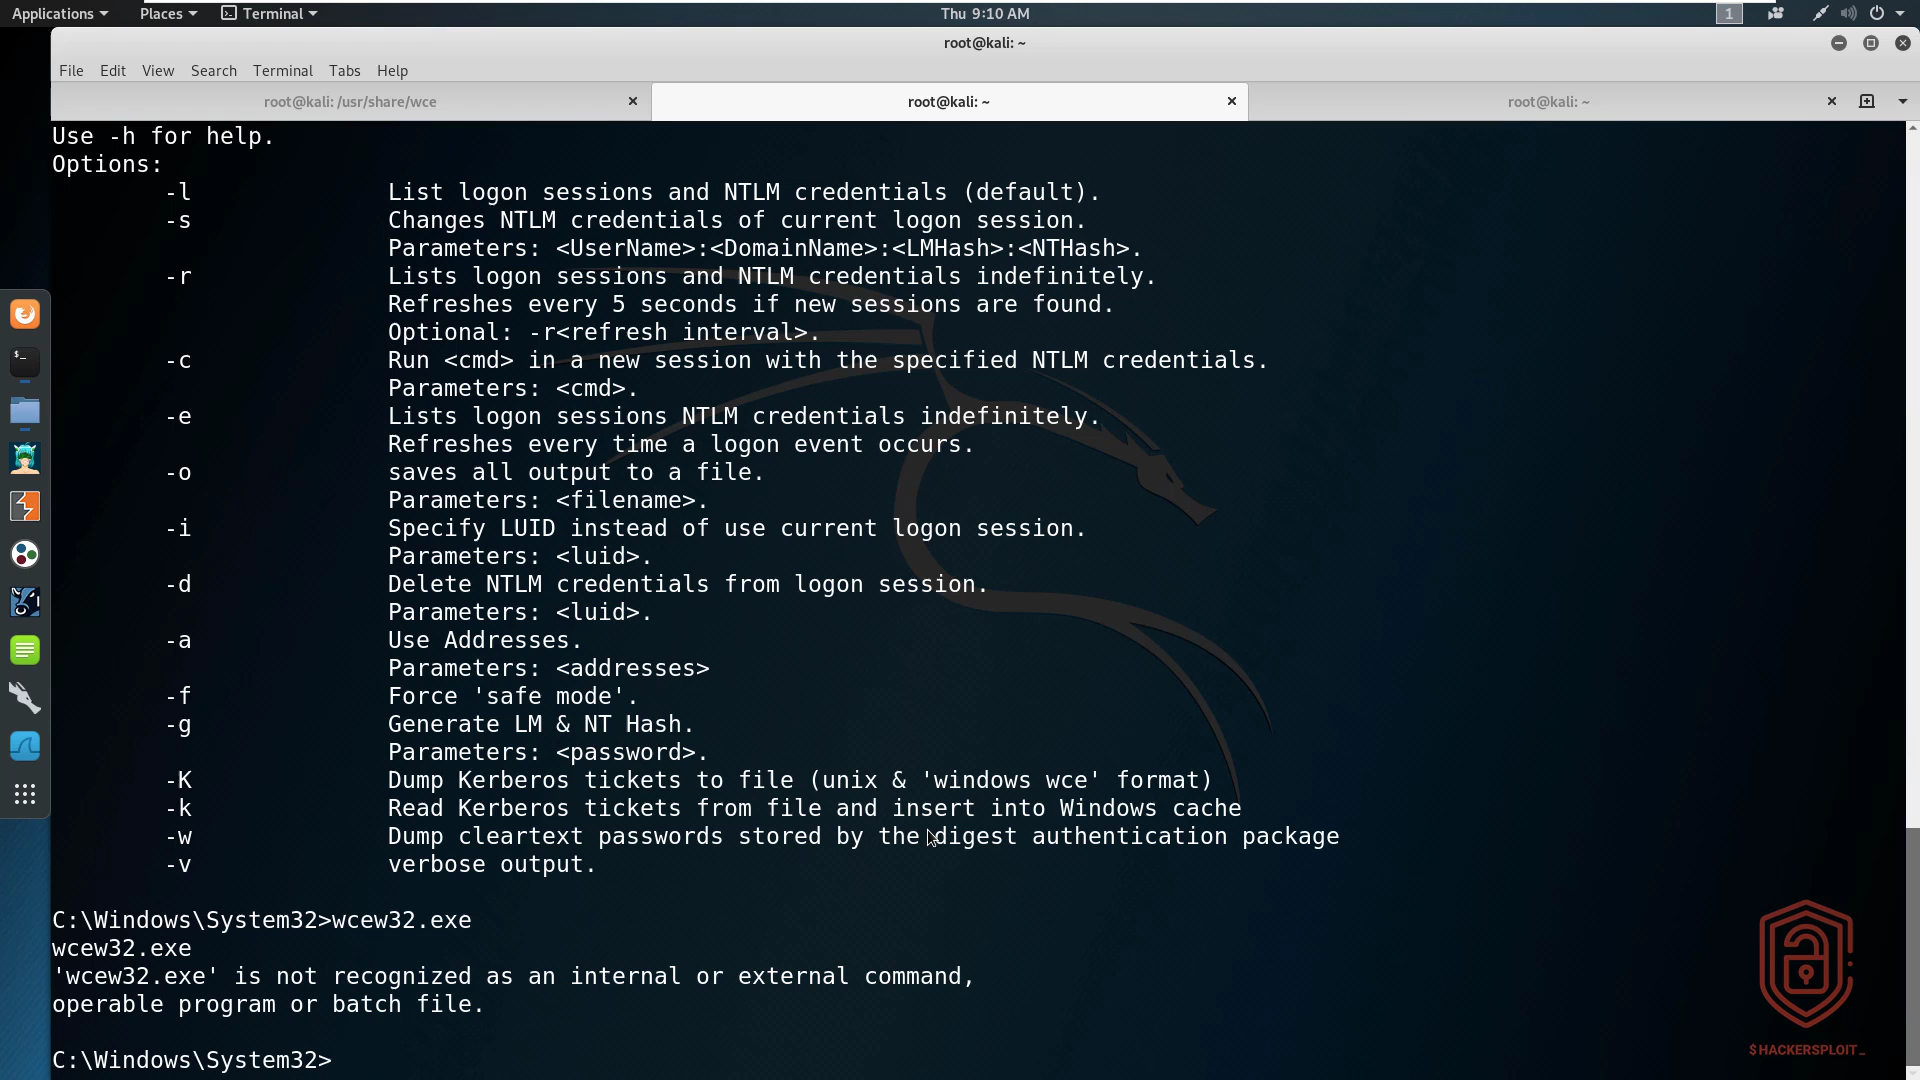 Applications Places Terminal Thu 9:10 AM 1
root@kali: ~
File Edit View Search Terminal Tabs Help
root@kali: /usr/share/wce root@kali: ~ root@kali: ~
Use -h for help.
Options:
-l List logon sessions and NTLM credentials (default).
-s Changes NTLM credentials of current logon session.
Parameters: <UserName>:<DomainName>:<LMHash>:<NTHash>.
-r Lists logon sessions and NTLM credentials indefinitely.
Refreshes every 5 seconds if new sessions are found.
Optional: -r<refresh interval>.
-c Run <cmd> in a new session with the specified NTLM credentials.
Parameters: <cmd>.
-e Lists logon sessions NTLM credentials indefinitely.
Refreshes every time a logon event occurs.
-o saves all output to a file.
Parameters: <filename>.
-i Specify LUID instead of use current logon session.
Parameters: <luid>.
-d Delete NTLM credentials from logon session.
Parameters: <luid>.
-a Use Addresses.
Parameters: <addresses>
-f Force 'safe mode'.
-g Generate LM & NT Hash.
Parameters: <password>.
-K Dump Kerberos tickets to file (unix & 'windows wce' format)
-k Read Kerberos tickets from file and insert into Windows cache
-w Dump cleartext passwords stored by the digest authentication package
-v verbose output.
C:\Windows\System32>wcew32.exe
wcew32.exe
'wcew32.exe' is not recognized as an internal or external command,
operable program or batch file.
C:\Windows\System32>
$HACKERSPLOIT_